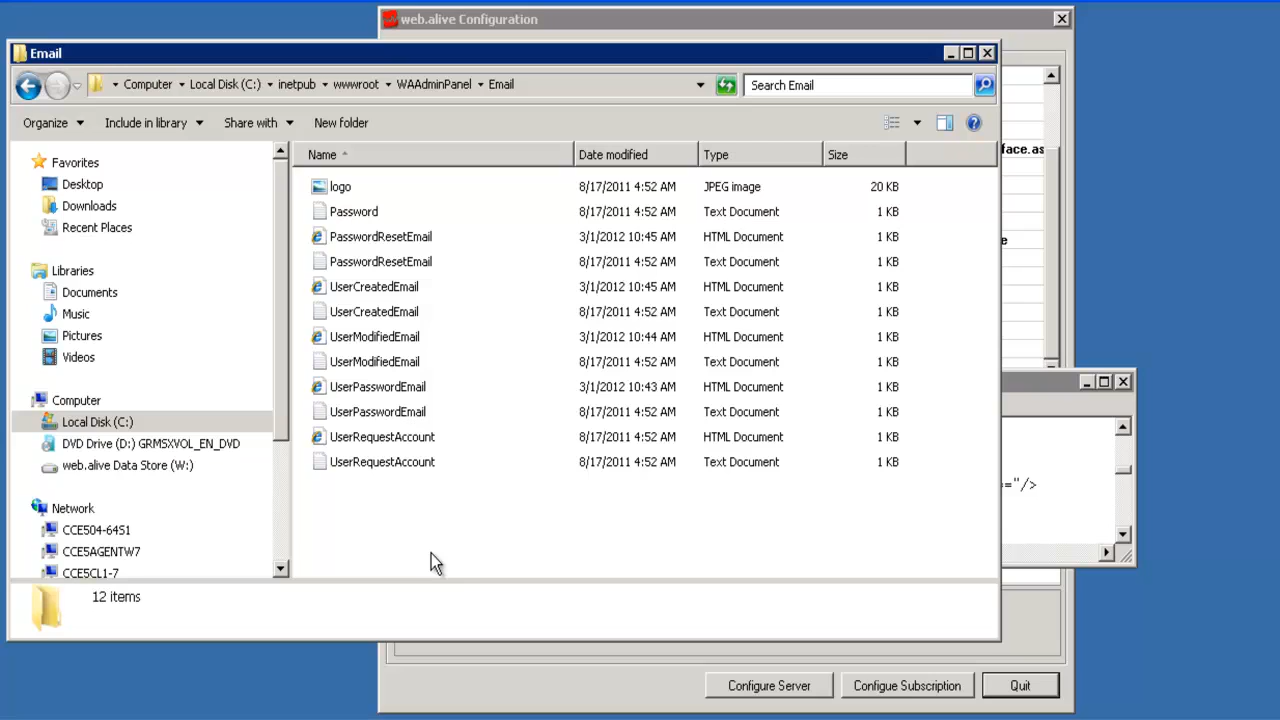 web.alive Configuration
Email
Computer Local Disk (C:) inetpub wwwroot WAAdminPanel Email
Search Email
Organize Include in library Share with New folder
Name Date modified Type Size
Favorites
Desktop
Downloads
Recent Places
Libraries
Documents
Music
Pictures
Videos
Computer
Local Disk (C:)
DVD Drive (D:) GRMSXVOL_EN_DVD
web.alive Data Store (W:)
Network
CCE504-64S1
CCE5AGENTW7
CCE5CL1-7
logo 8/17/2011 4:52 AM JPEG image 20 KB
Password 8/17/2011 4:52 AM Text Document 1 KB
PasswordResetEmail 3/1/2012 10:45 AM HTML Document 1 KB
PasswordResetEmail 8/17/2011 4:52 AM Text Document 1 KB
UserCreatedEmail 3/1/2012 10:45 AM HTML Document 1 KB
UserCreatedEmail 8/17/2011 4:52 AM Text Document 1 KB
UserModifiedEmail 3/1/2012 10:44 AM HTML Document 1 KB
UserModifiedEmail 8/17/2011 4:52 AM Text Document 1 KB
UserPasswordEmail 3/1/2012 10:43 AM HTML Document 1 KB
UserPasswordEmail 8/17/2011 4:52 AM Text Document 1 KB
UserRequestAccount 8/17/2011 4:52 AM HTML Document 1 KB
UserRequestAccount 8/17/2011 4:52 AM Text Document 1 KB
12 items
face.as
e
="/>
Configure Server Configue Subscription Quit